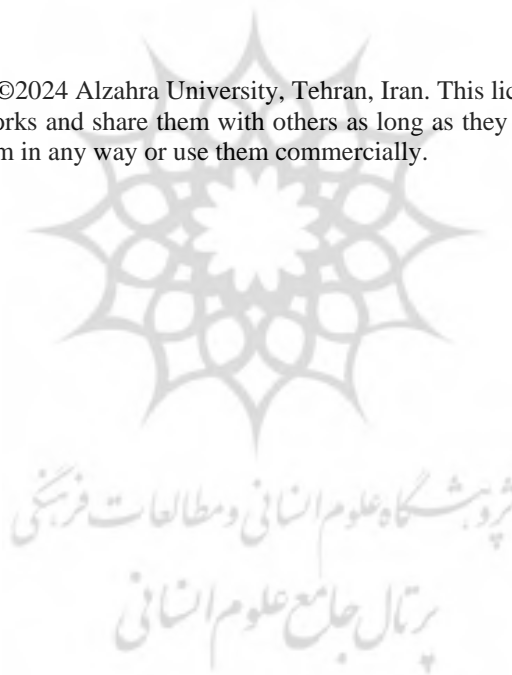 ©2024 Alzahra University, Tehran, Iran. This lic
orks and share them with others as long as they
m in any way or use them commercially.
پژوهشگاه علوم انسانی و مطالعات فرهنگی
پرتال جامع علوم انسانی